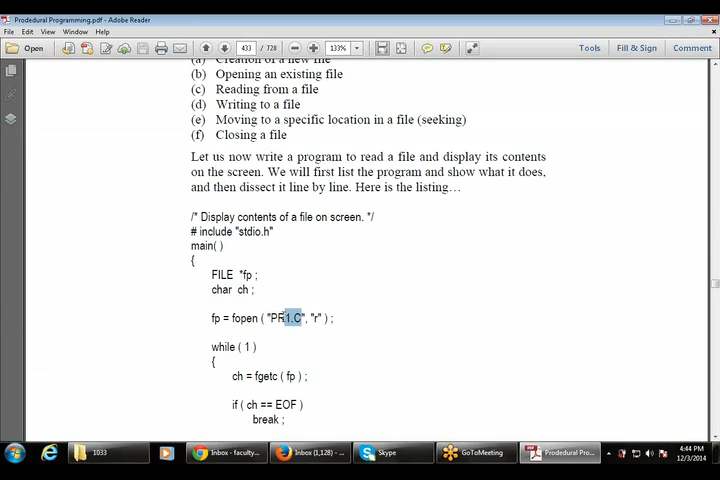 Prodedural Programming.pdf - Adobe Reader
File Edit View Window Help
Open 433 / 728 133% Tools Fill & Sign Comment
(a) Creation of a new file
(b) Opening an existing file
(c) Reading from a file
(d) Writing to a file
(e) Moving to a specific location in a file (seeking)
(f) Closing a file
Let us now write a program to read a file and display its contents
on the screen. We will first list the program and show what it does,
and then dissect it line by line. Here is the listing…
/* Display contents of a file on screen. */
# include "stdio.h"
main( )
{
FILE *fp ;
char ch ;
fp = fopen ( "PR1.C", "r" ) ;
while ( 1 )
{
ch = fgetc ( fp ) ;
if ( ch == EOF )
break ;
1033 Inbox - faculty... Inbox (1,128) - ... Skype GoToMeeting Prodedural Pro... 4:44 PM
12/3/2014